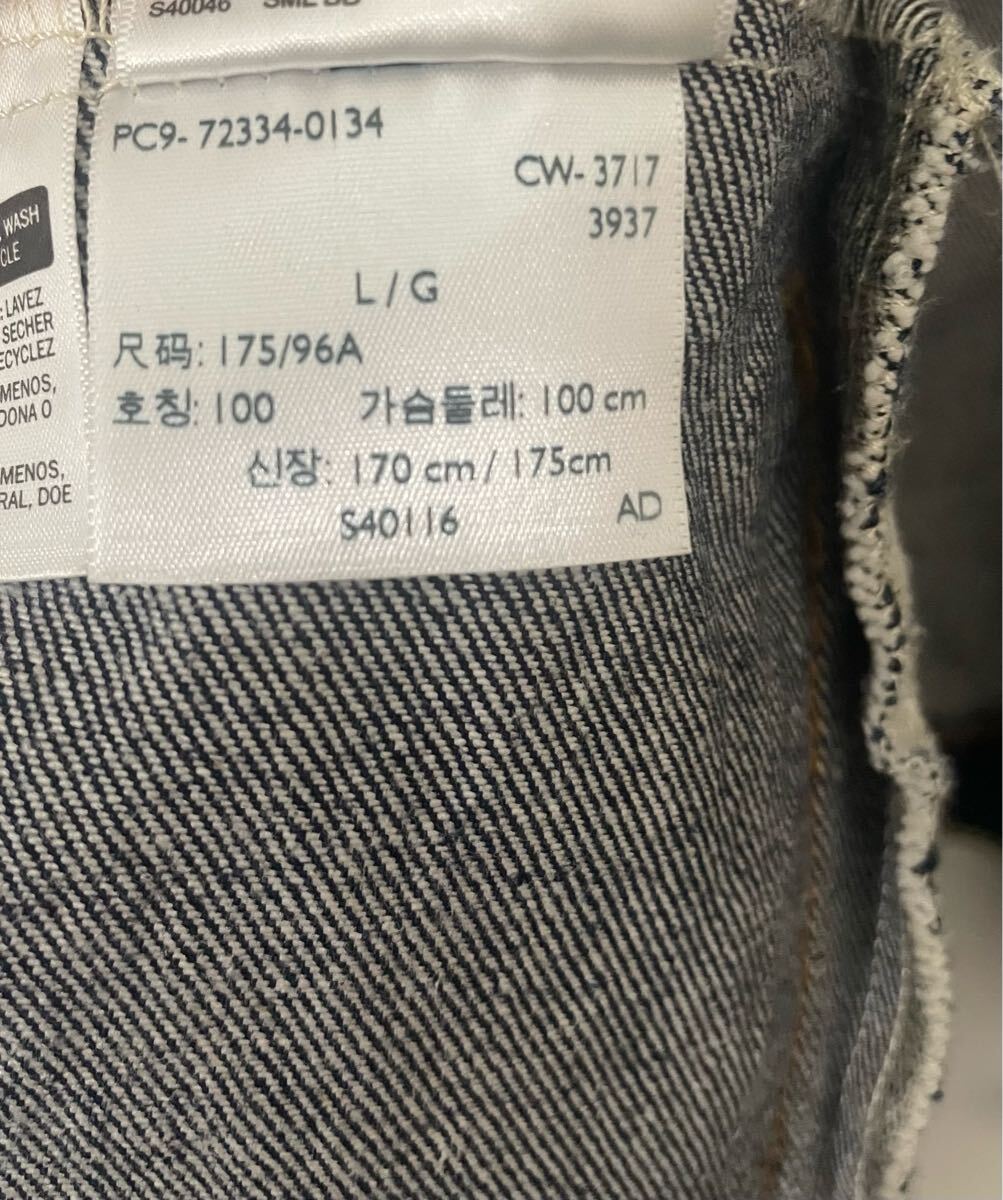 S40046
PC9-72334-0134
CW-3717
3937
L/G
尺码: 175/96A
호칭: 100 가슴둘레: 100 cm
신장: 170 cm / 175cm
S40116 AD
WASH
CLE
: LAVEZ
SECHER
ECYCLEZ
MENOS,
DONA O
MENOS,
RAL, DOE